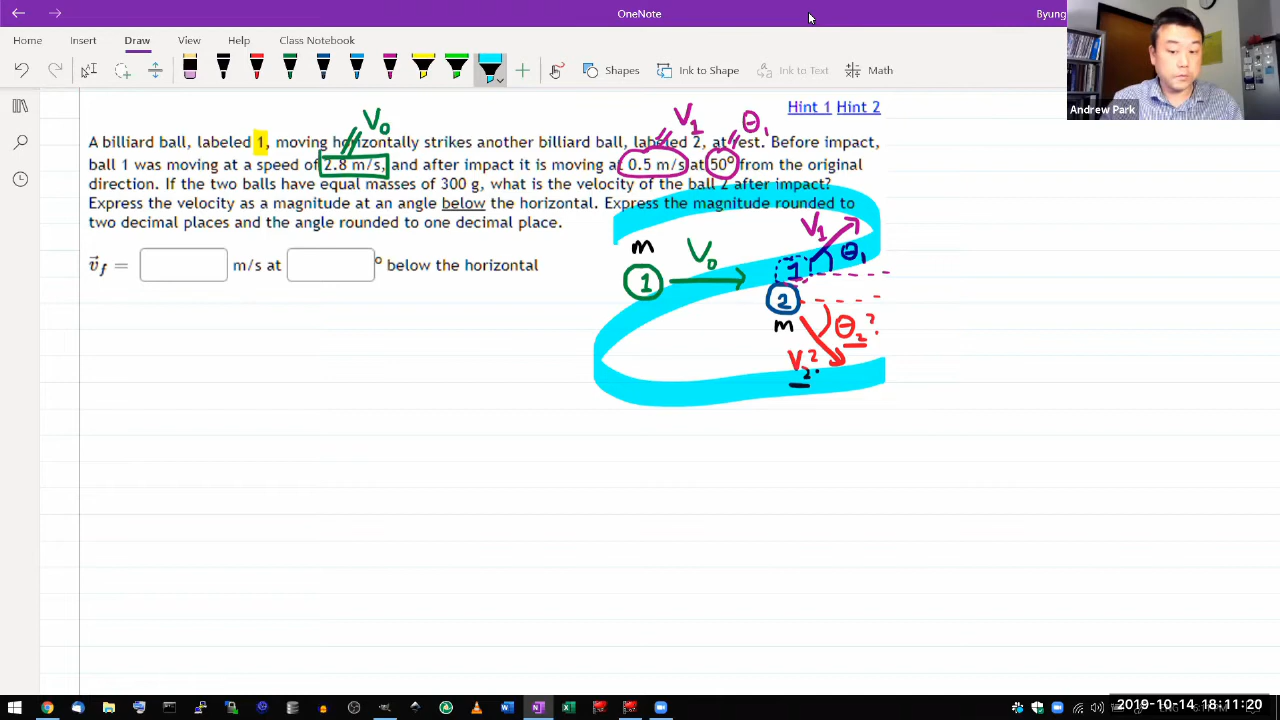 OneNote
Byung
Home Insert Draw View Help Class Notebook
Shapes Ink to Shape Ink to Text Math
Andrew Park
Hint 1 Hint 2
V₀
V₁
θ₁
A billiard ball, labeled 1, moving horizontally strikes another billiard ball, labeled 2, at rest. Before impact,
ball 1 was moving at a speed of 2.8 m/s, and after impact it is moving at 0.5 m/s at 50° from the original
direction. If the two balls have equal masses of 300 g, what is the velocity of the ball 2 after impact?
Express the velocity as a magnitude at an angle below the horizontal. Express the magnitude rounded to
two decimal places and the angle rounded to one decimal place.
v⃗f = m/s at ° below the horizontal
m
1
V₀
V₁
θ₁
1
2
m
θ₂?
V₂?
2019-10-14 18:11:20